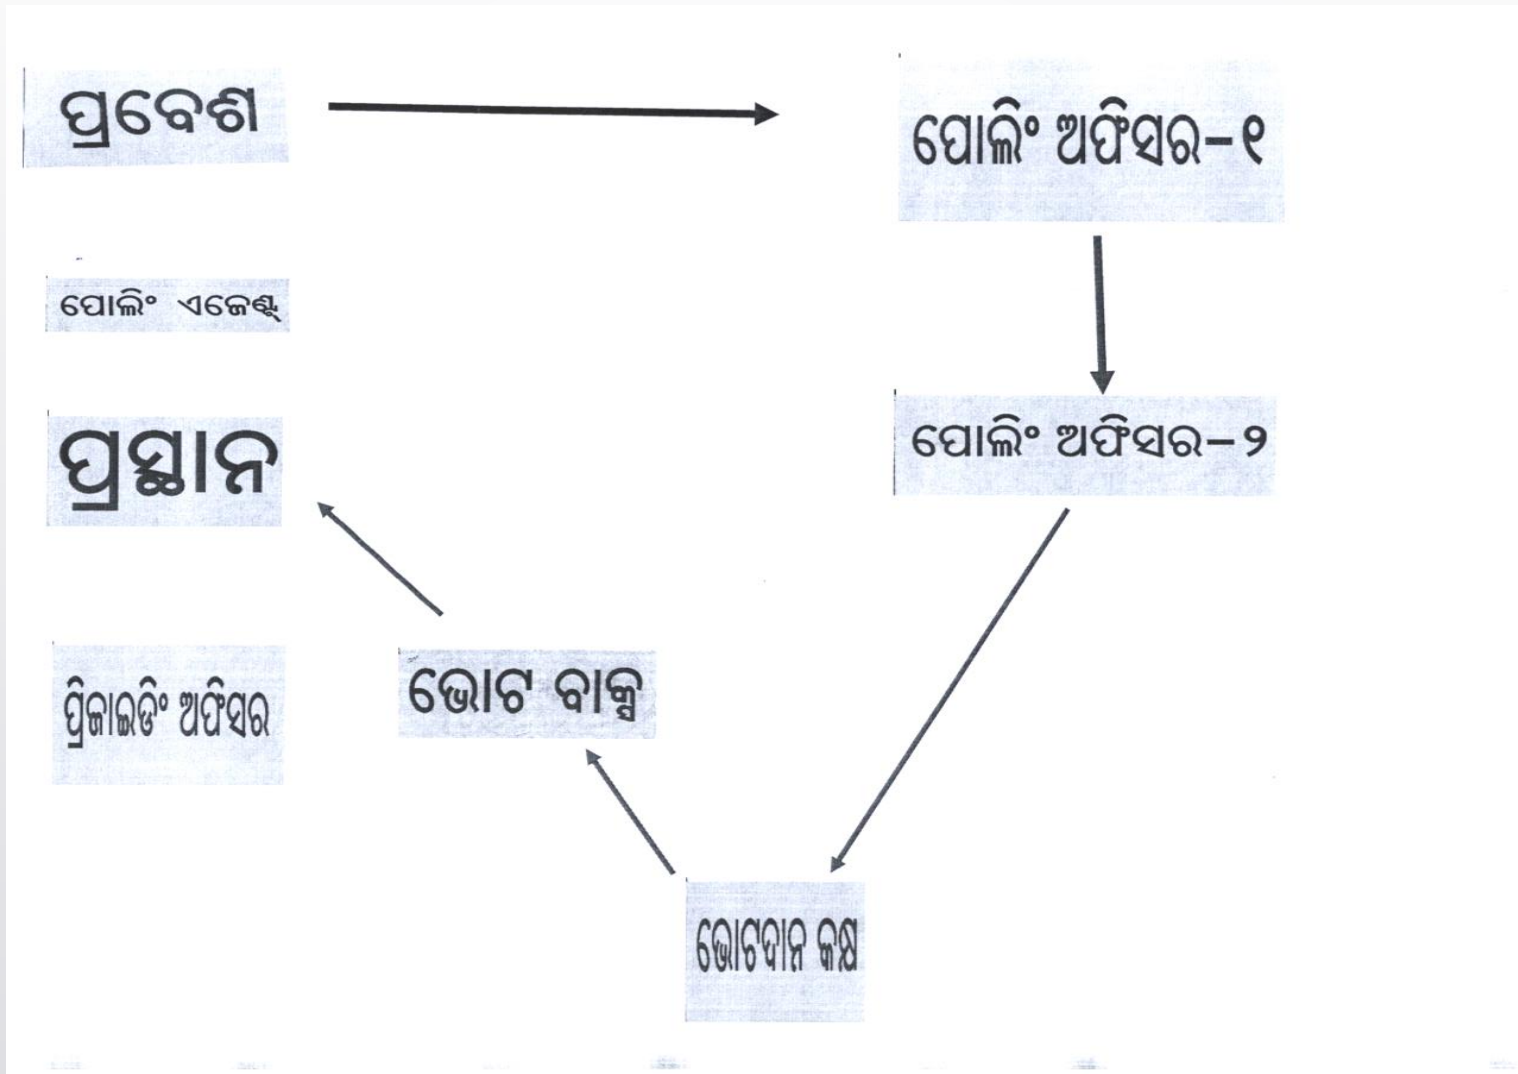 ପ୍ରବେଶ
ପୋଲିଂ ଅଫିସର-୧
ପୋଲିଂ ଏଜେଣ୍ଟ୍
ପ୍ରସ୍ଥାନ
ପୋଲିଂ ଅଫିସର-୨
ପ୍ରିଜାଇଡିଂ ଅଫିସର
ଭୋଟ ବାକ୍ସ
ଭୋଟଦାନ କକ୍ଷ